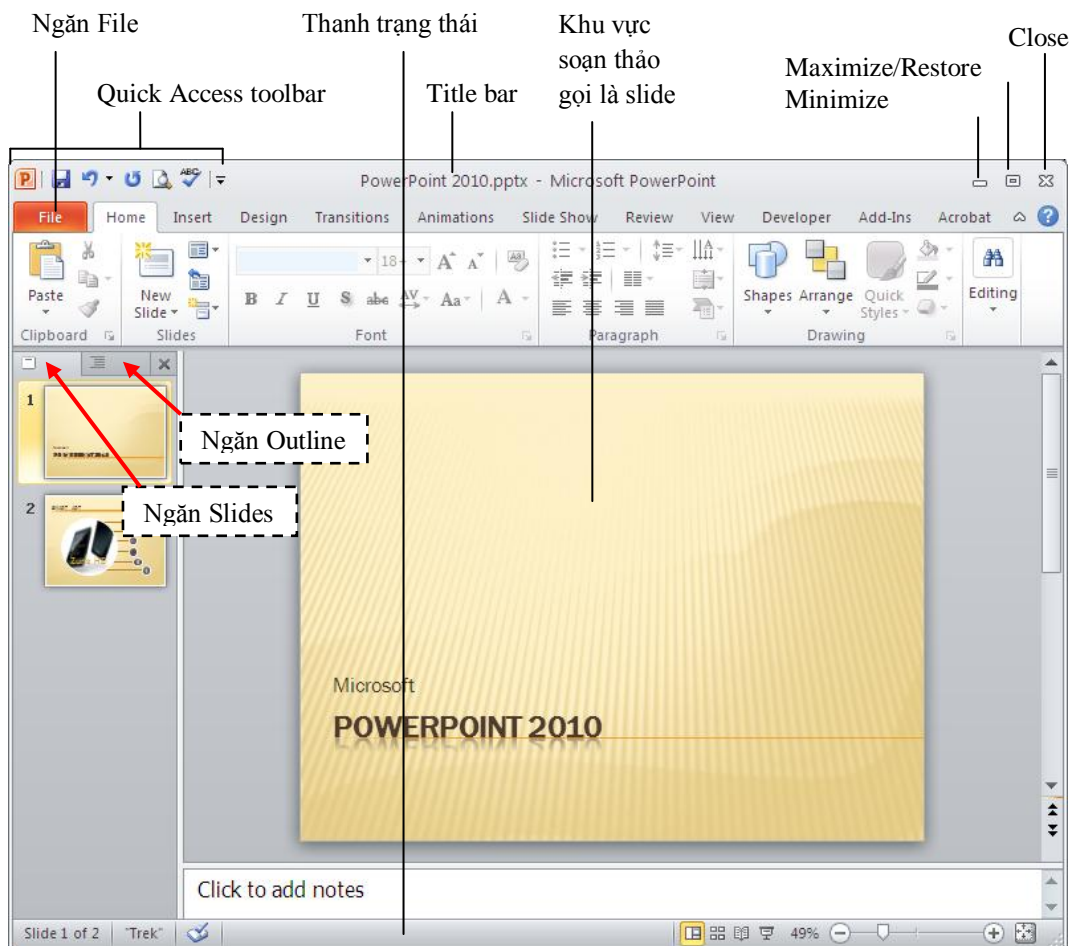 Ngăn File
Thanh trạng thái
Khu vực
soạn thảo
gọi là slide
Close
Maximize/Restore
Minimize
Quick Access toolbar
Title bar
PowerPoint 2010.pptx - Microsoft PowerPoint
File Home Insert Design Transitions Animations Slide Show Review View Developer Add-Ins Acrobat
18
Paste
New
Slide
Shapes Arrange Quick
Styles
Editing
B I U S abc AV Aa A
Clipboard Slides Font Paragraph Drawing
1
Ngăn Outline
2
Ngăn Slides
Microsoft
POWERPOINT 2010
Click to add notes
Slide 1 of 2 "Trek" 49%